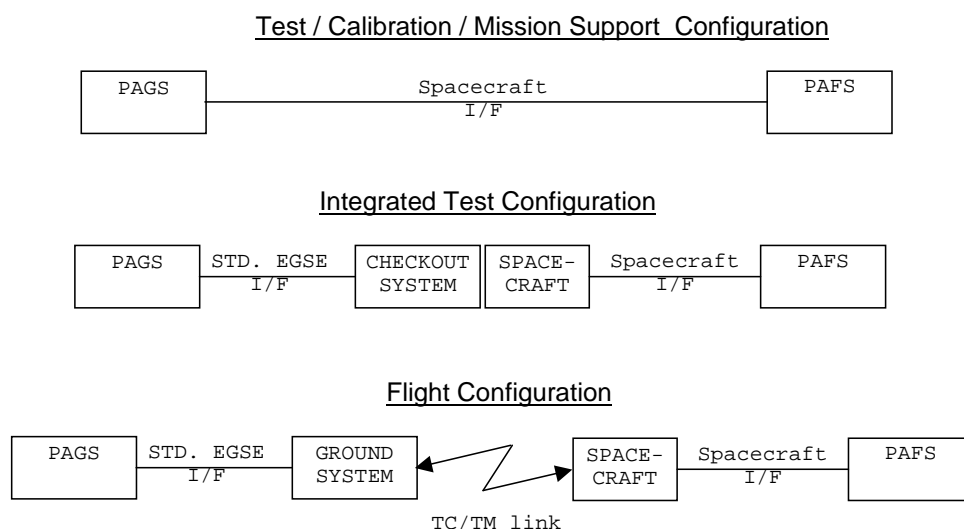 Test / Calibration / Mission Support Configuration
PAGS
Spacecraft
I/F
PAFS
Integrated Test Configuration
PAGS
STD. EGSE
I/F
CHECKOUT
SYSTEM
SPACE-
CRAFT
Spacecraft
I/F
PAFS
Flight Configuration
PAGS
STD. EGSE
I/F
GROUND
SYSTEM
TC/TM link
SPACE-
CRAFT
Spacecraft
I/F
PAFS